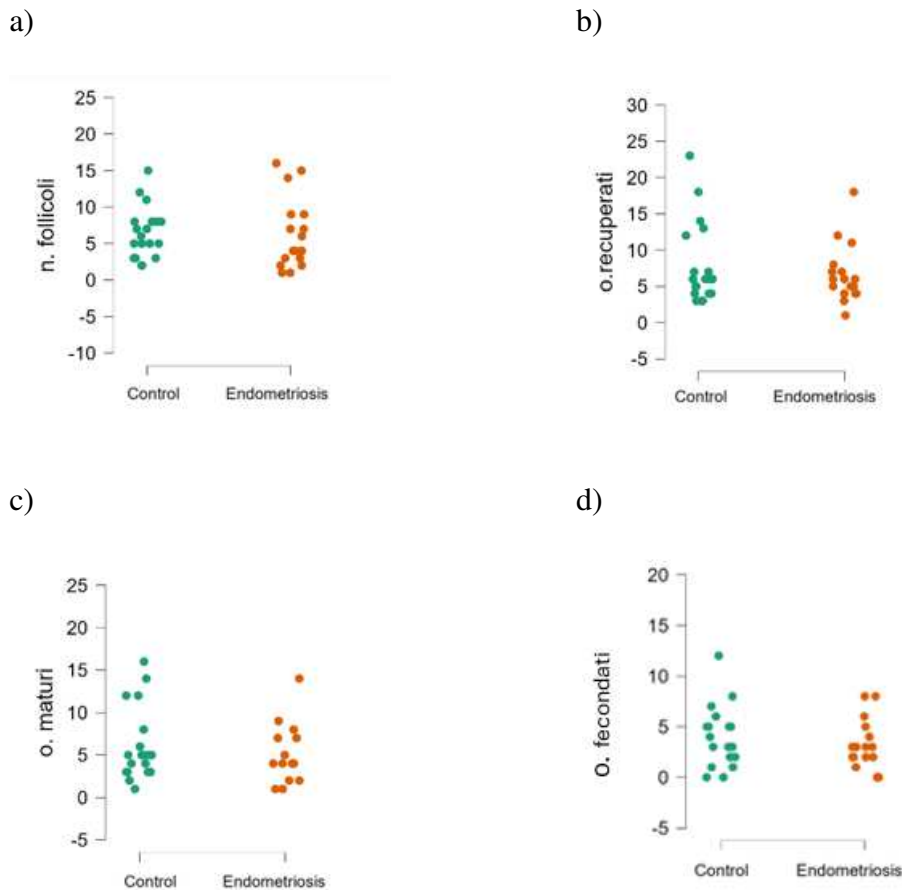 a)
b)
n. follicoli
25
20
15
10
5
0
-5
-10
Control
Endometriosis
o.recuperati
30
25
20
15
10
5
0
-5
Control
Endometriosis
c)
d)
o. maturi
25
20
15
10
5
0
-5
Control
Endometriosis
O. fecondati
20
15
10
5
0
-5
Control
Endometriosis